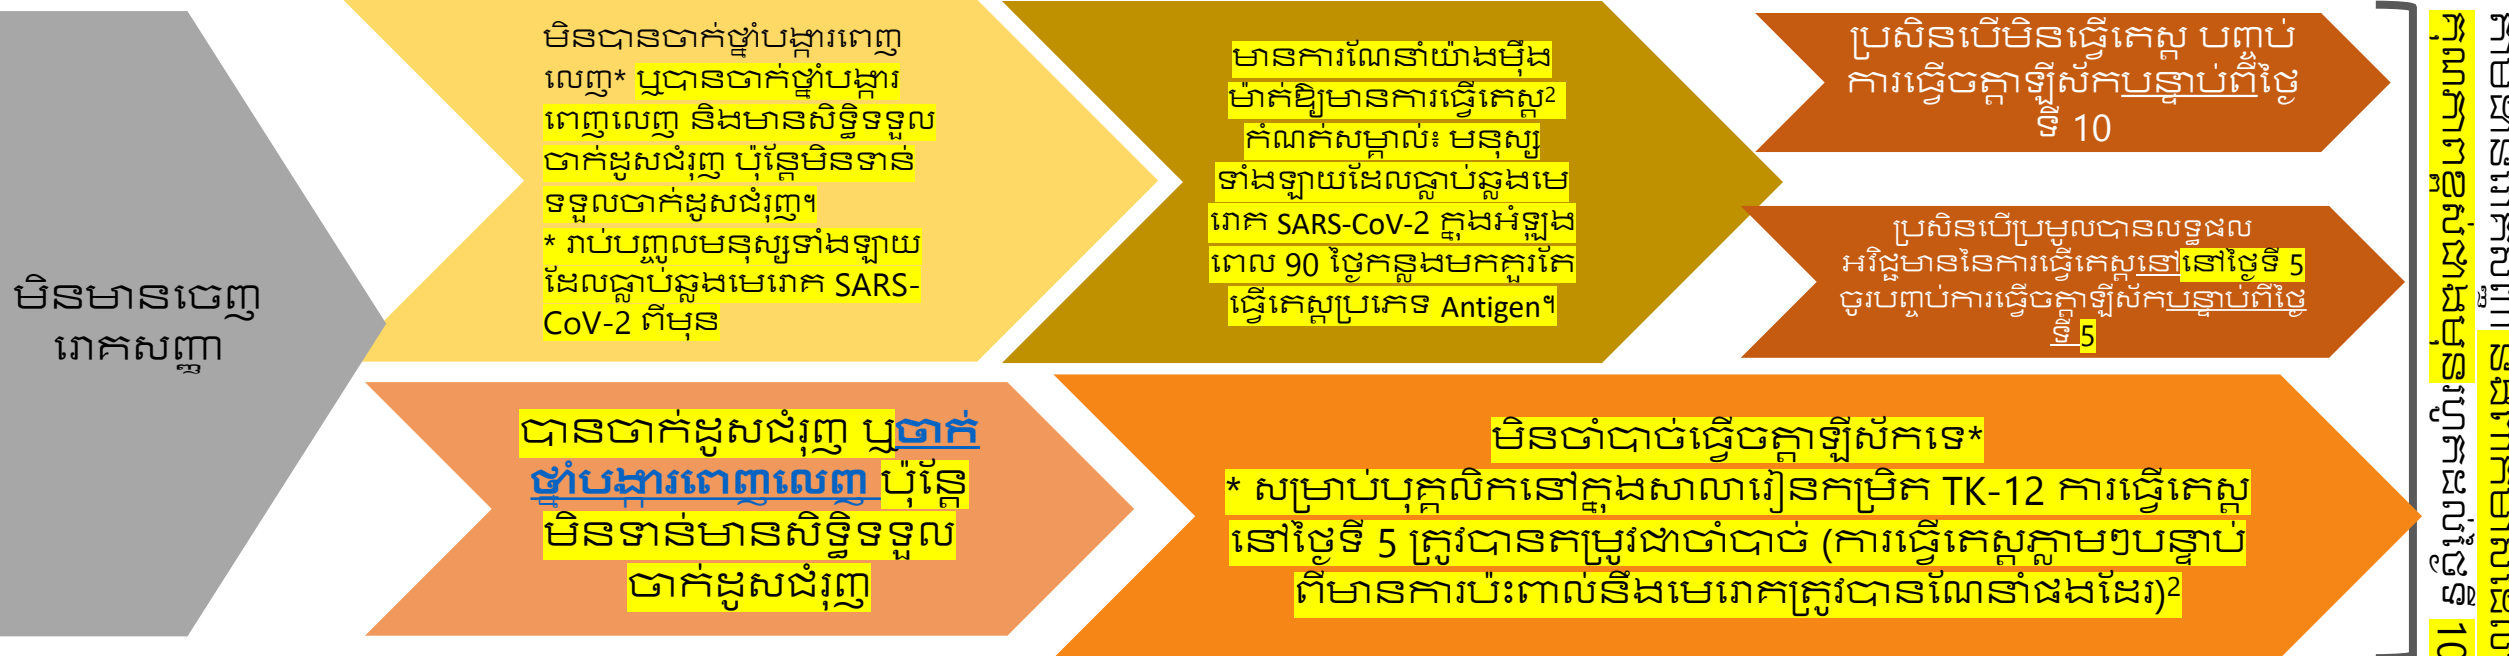 មិនមានចេញ
រោគសញ្ញា
មិនបានចាក់ថ្នាំបង្ការពេញ
លេញ* ឬបានចាក់ថ្នាំបង្ការ
ពេញលេញ និងមានសិទ្ធិទទួល
ចាក់ដូសជំរុញ ប៉ុន្តែមិនទាន់
ទទួលចាក់ដូសជំរុញ។
* រាប់បញ្ចូលមនុស្សទាំងឡាយ
ដែលធ្លាប់ឆ្លងមេរោគ SARS-
CoV-2 ពីមុន
មានការណែនាំយ៉ាងម៉ឺង
ម៉ាត់ឱ្យមានការធ្វើតេស្ត2
កំណត់សម្គាល់៖ មនុស្ស
ទាំងឡាយដែលធ្លាប់ឆ្លងមេ
រោគ SARS-CoV-2 ក្នុងអំឡុង
ពេល 90 ថ្ងៃកន្លងមកគួរតែ
ធ្វើតេស្តប្រភេទ Antigen។
ប្រសិនបើមិនធ្វើតេស្ត បញ្ចប់
ការធ្វើចត្តាឡីស័កបន្ទាប់ពីថ្ងៃ
ទី 10
ប្រសិនបើប្រមូលបានលទ្ធផល
អវិជ្ជមាននៃការធ្វើតេស្តនៅនៅថ្ងៃទី 5
ចូរបញ្ចប់ការធ្វើចត្តាឡីស័កបន្ទាប់ពីថ្ងៃ
ទី 5
បានចាក់ដូសជំរុញ ឬចាក់
ថ្នាំបង្ការពេញលេញ ប៉ុន្តែ
មិនទាន់មានសិទ្ធិទទួល
ចាក់ដូសជំរុញ
មិនចាំបាច់ធ្វើចត្តាឡីស័កទេ*
* សម្រាប់បុគ្គលិកនៅក្នុងសាលារៀនកម្រិត TK-12 ការធ្វើតេស្ត
នៅថ្ងៃទី 5 ត្រូវបានតម្រូវជាចាំបាច់ (ការធ្វើតេស្តភ្លាមៗបន្ទាប់
ពីមានការប៉ះពាល់នឹងមេរោគត្រូវបានណែនាំផងដែរ)2
គុណភាពខ្ពស់ជាងមុនរហូតដល់ថ្ងៃទី 10